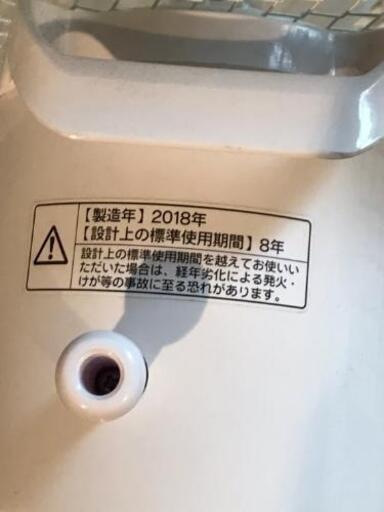 【製造年】2018年
【設計上の標準使用期間】8年
設計上の標準使用期間を越えてお使いい
ただいた場合は、経年劣化による発火・
けが等の事故に至る恐れがあります。